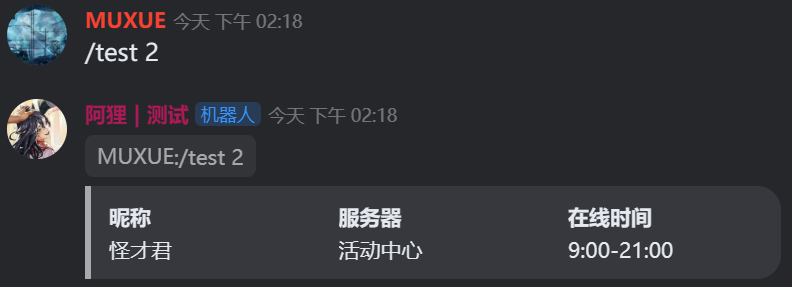 MUXUE 今天 下午 02:18
/test 2
阿狸 | 测试 机器人 今天 下午 02:18
MUXUE:/test 2
昵称 服务器 在线时间
怪才君 活动中心 9:00-21:00